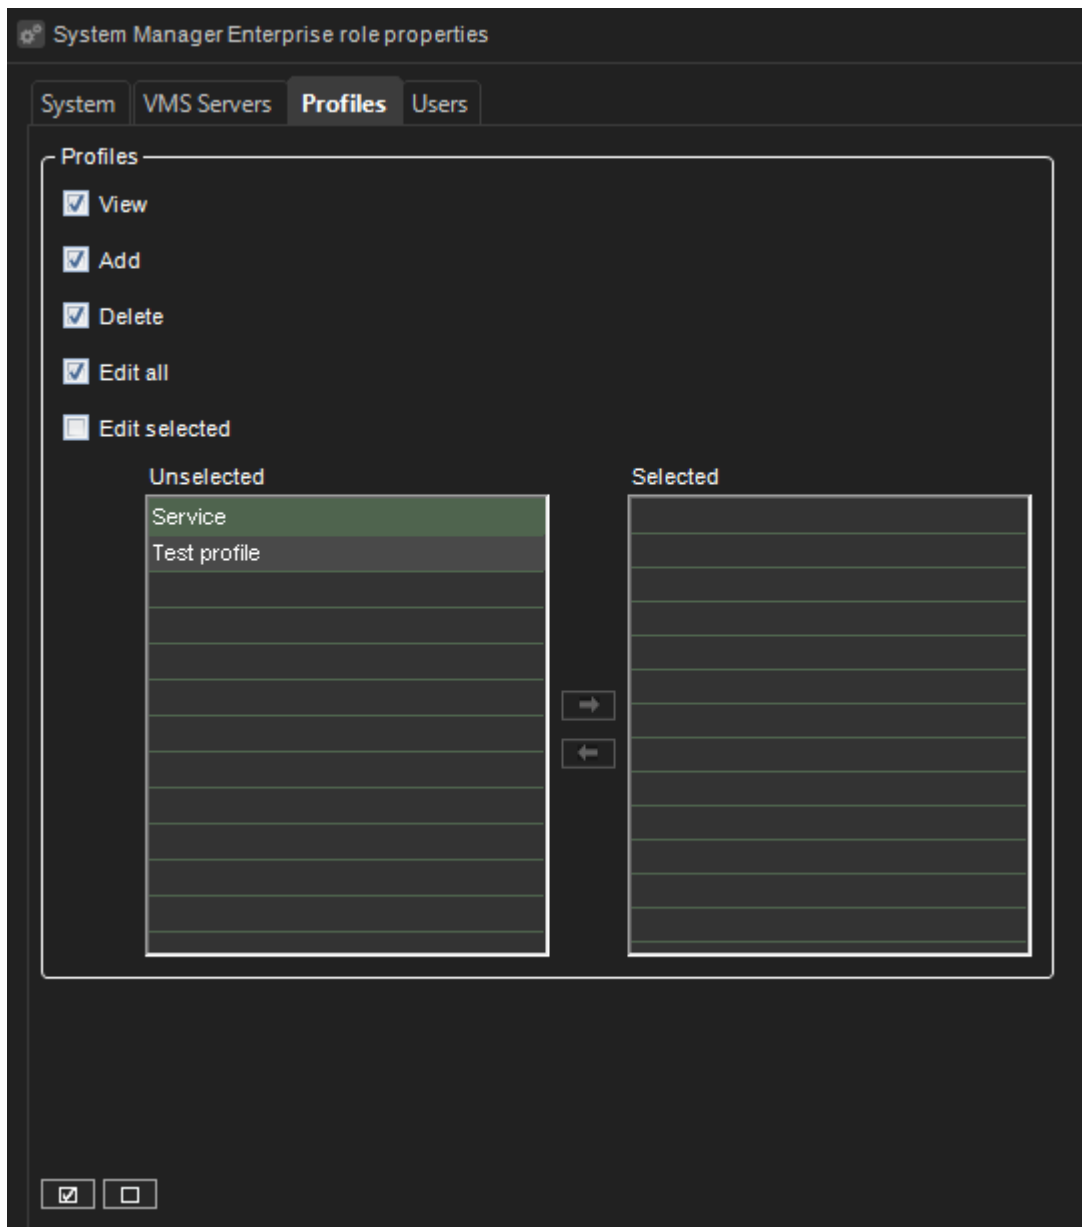 System Manager Enterprise role properties
System VMS Servers Profiles Users
Profiles
View
Add
Delete
Edit all
Edit selected
Unselected Selected
Service
Test profile